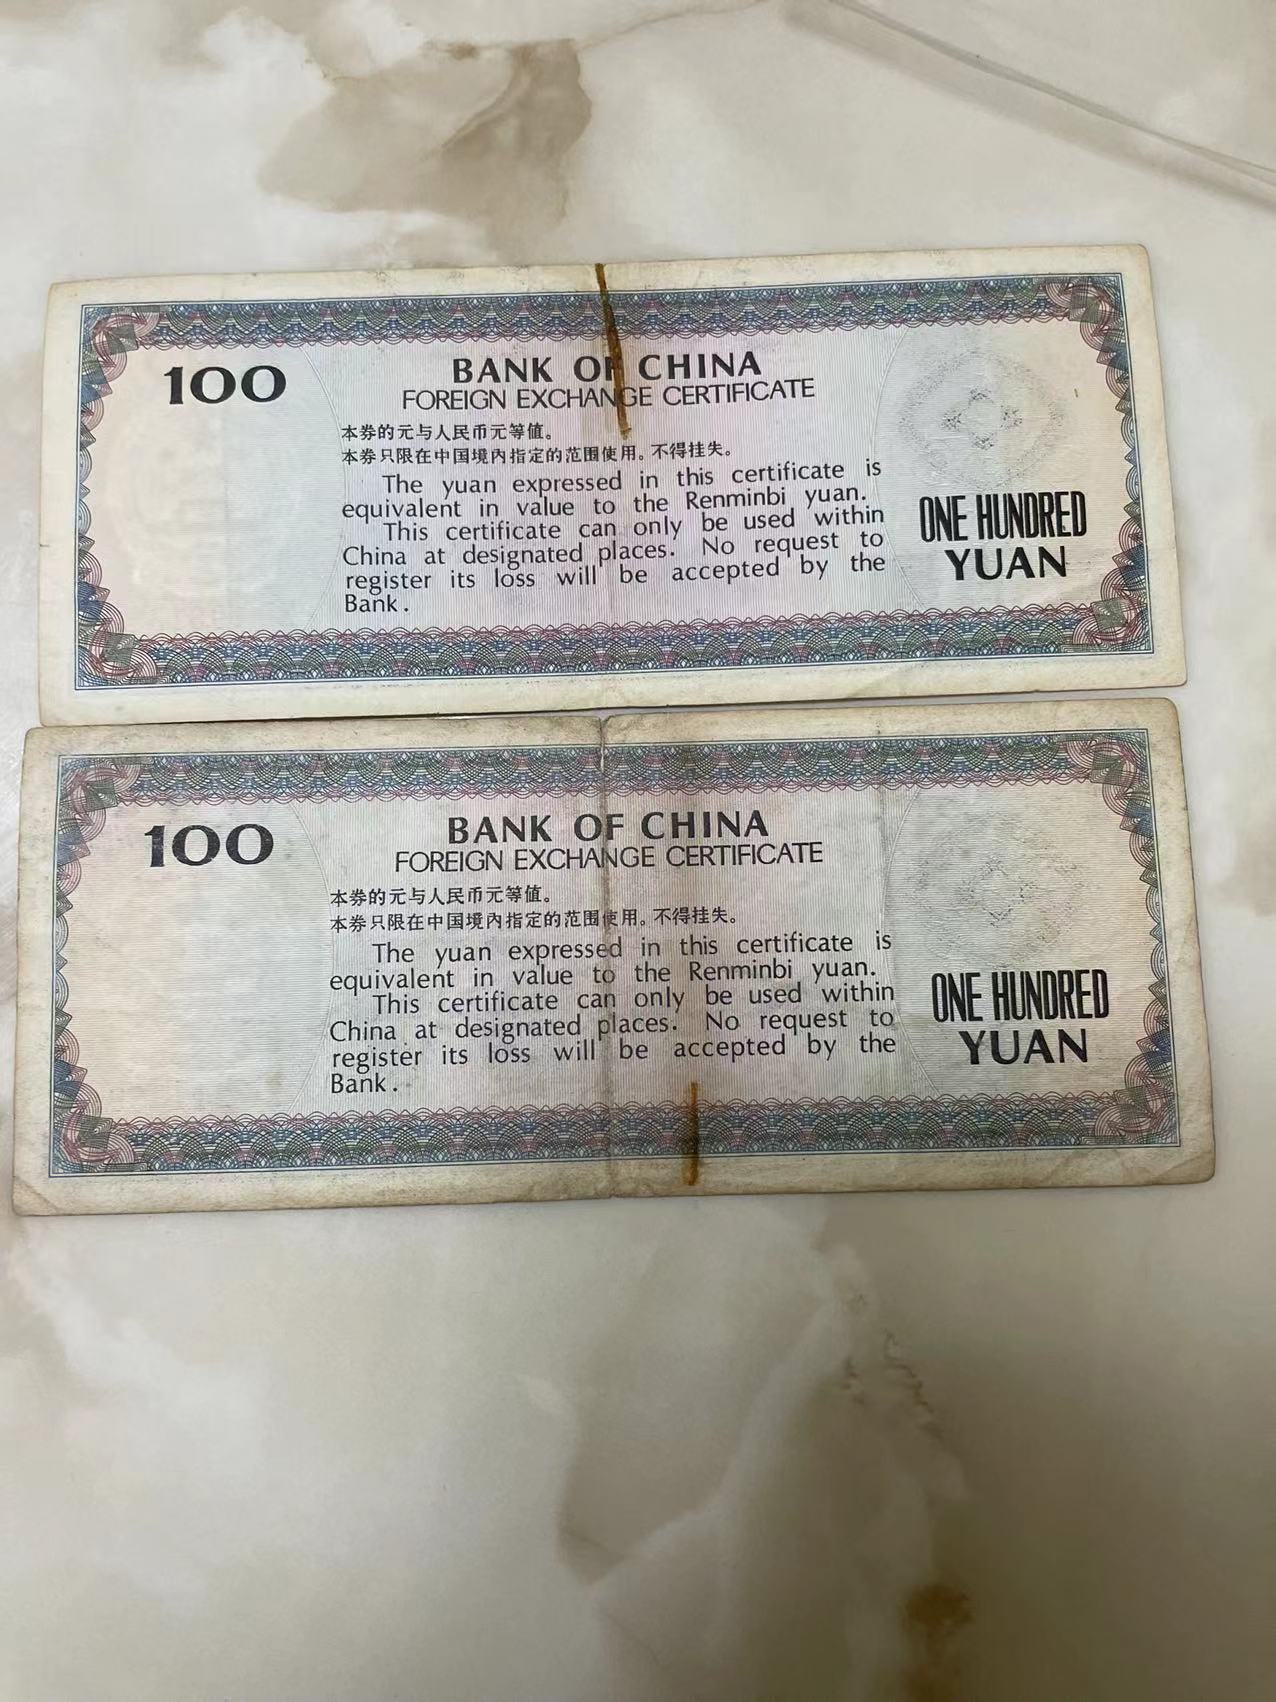 100
BANK OF CHINA
FOREIGN EXCHANGE CERTIFICATE
本券的元与人民币元等值。
本券只限在中国境内指定的范围使用。不得挂失。
The yuan expressed in this certificate is
equivalent in value to the Renminbi yuan.
This certificate can only be used within
China at designated places. No request to
register its loss will be accepted by the
Bank.
ONE HUNDRED
YUAN
100
BANK OF CHINA
FOREIGN EXCHANGE CERTIFICATE
本券的元与人民币元等值。
本券只限在中国境内指定的范围使用。不得挂失。
The yuan expressed in this certificate is
equivalent in value to the Renminbi yuan.
This certificate can only be used within
China at designated places. No request to
register its loss will be accepted by the
Bank.
ONE HUNDRED
YUAN